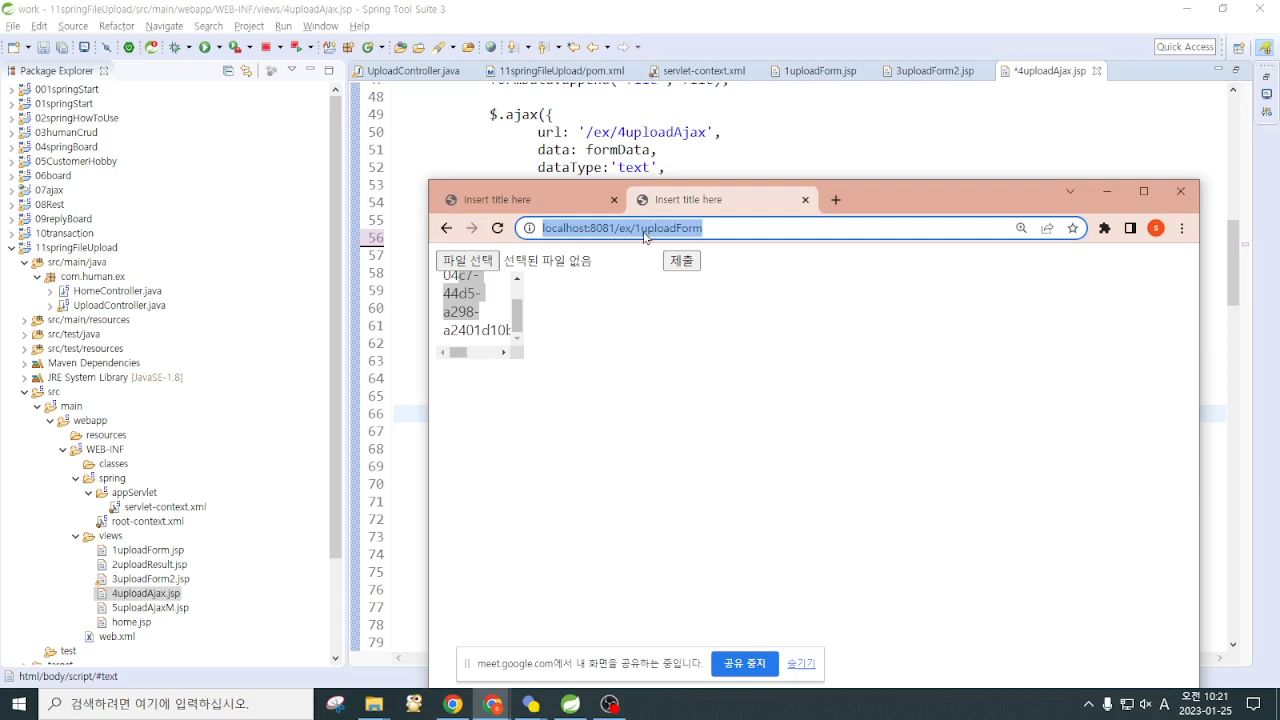 work - 11springFileUpload/src/main/webapp/WEB-INF/views/4uploadAjax.jsp - Spring Tool Suite 3
File Edit Source Refactor Navigate Search Project Run Window Help
Quick Access
Package Explorer
UploadController.java 11springFileUpload/pom.xml servlet-context.xml 1uploadForm.jsp 3uploadForm2.jsp *4uploadAjax.jsp
001springStart
01springStart
02springHowToUse
03humanCrud
04springBoard
05CustomerHobby
06board
07ajax
08Rest
09replyBoard
10transaction
11springFileUpload
src/main/java
com.human.ex
HomeController.java
UploadController.java
src/main/resources
src/test/java
src/test/resources
Maven Dependencies
JRE System Library [JavaSE-1.8]
src
main
webapp
resources
WEB-INF
classes
spring
appServlet
servlet-context.xml
root-context.xml
views
1uploadForm.jsp
2uploadResult.jsp
3uploadForm2.jsp
4uploadAjax.jsp
5uploadAjaxM.jsp
home.jsp
web.xml
test
target
48
49 $.ajax({
50 url: '/ex/4uploadAjax',
51 data: formData,
52 dataType:'text',
53
54
55
56
57
58
59
60
61
62
63
64
65
66
67
68
69
70
71
72
73
74
75
76
77
78
79
Insert title here Insert title here
localhost:8081/ex/1uploadForm
파일 선택 선택된 파일 없음 제출
04c7-
44d5-
a298-
a2401d10b
meet.google.com에서 내 화면을 공유하는 중입니다. 공유 중지 숨기기
html/body/script/#text
검색하려면 여기에 입력하십시오.
A 오전 10:21
2023-01-25